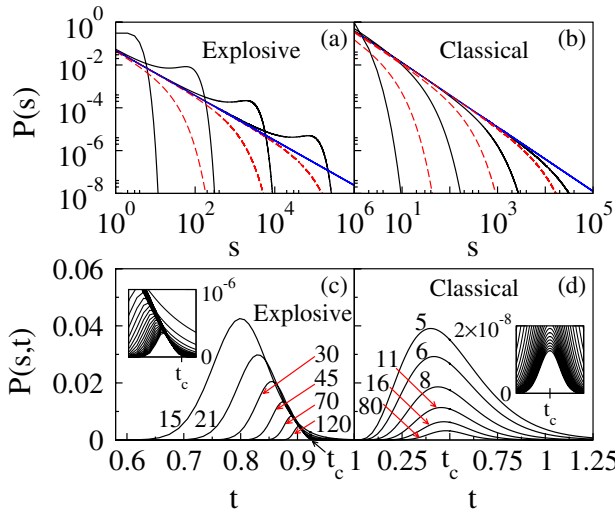 10^0
10^-2
10^-4
10^-6
10^-8
P(s)
Explosive
(a)
Classical
(b)
10^0
10^2
10^4
10^6
10^1
10^3
10^5
s
s
0.06
0.04
0.02
0
P(s,t)
(c)
Explosive
10^-6
0
t_c
15
21
30
45
70
120
t_c
(d)
Classical
5
6
8
11
16
80
2×10^-8
0
t_c
0.6
0.7
0.8
0.9
1
0.25
t_c
0.75
1
1.25
t
t